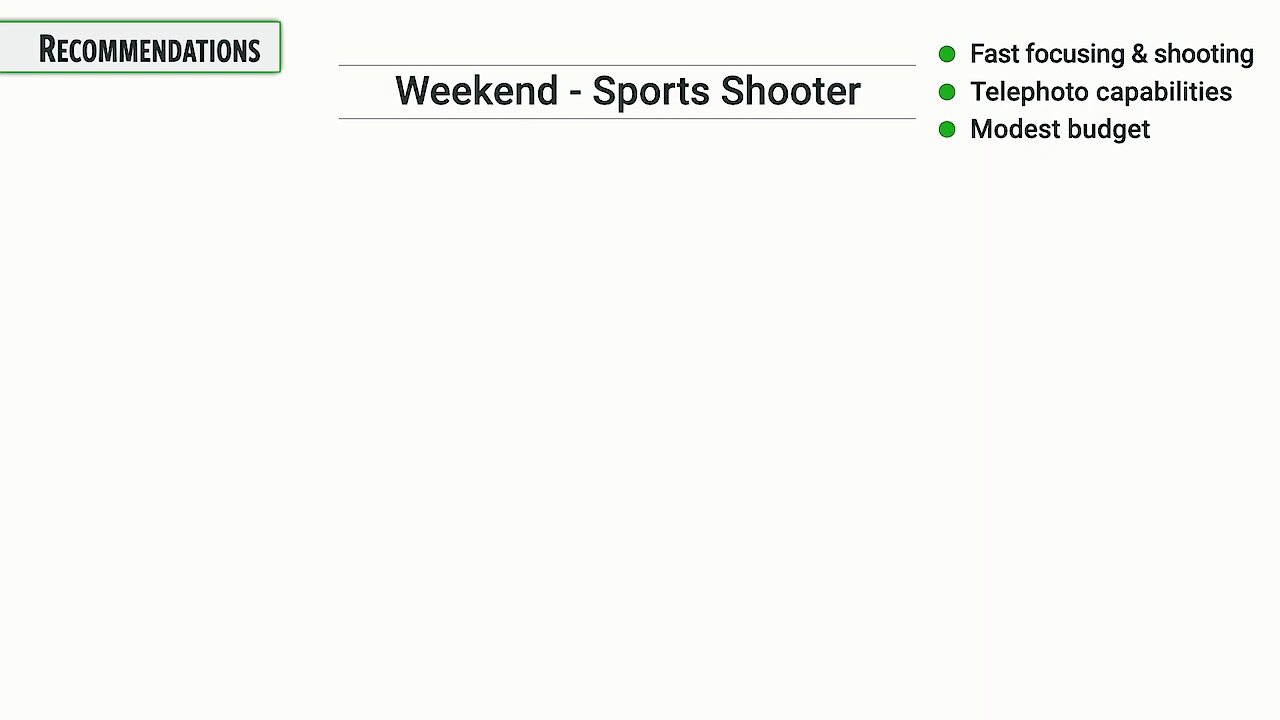 RECOMMENDATIONS
Weekend - Sports Shooter
Fast focusing & shooting
Telephoto capabilities
Modest budget